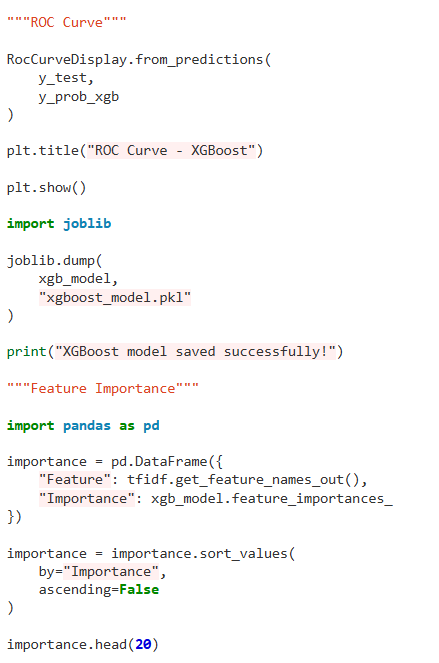 """ROC Curve"""
RocCurveDisplay.from_predictions(
    y_test,
    y_prob_xgb
)
plt.title("ROC Curve - XGBoost")
plt.show()
import joblib
joblib.dump(
    xgb_model,
    "xgboost_model.pkl"
)
print("XGBoost model saved successfully!")
"""Feature Importance"""
import pandas as pd
importance = pd.DataFrame({
    "Feature": tfidf.get_feature_names_out(),
    "Importance": xgb_model.feature_importances_
})
importance = importance.sort_values(
    by="Importance",
    ascending=False
)
importance.head(20)